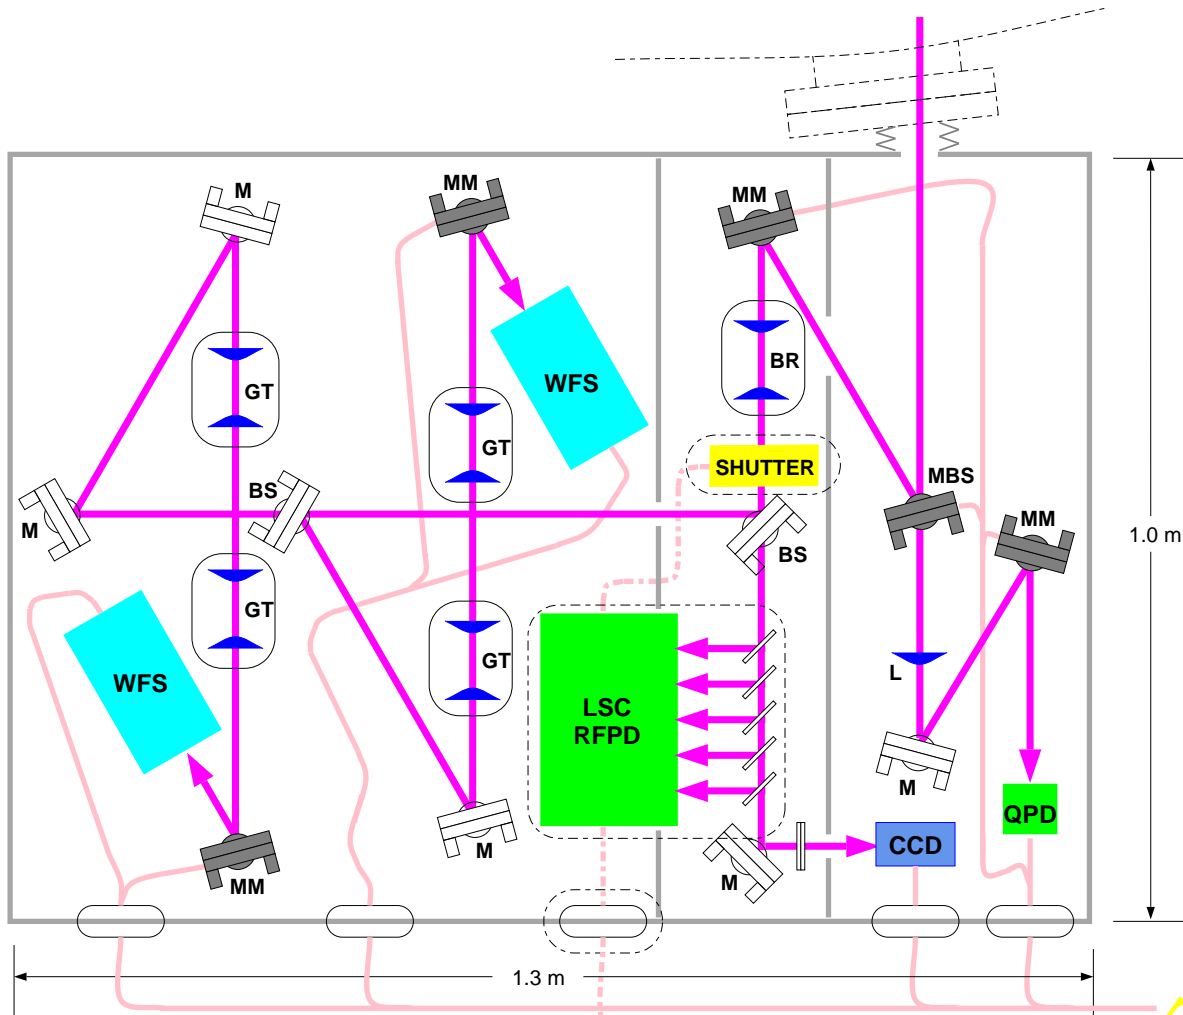 M
MM
MM
GT
WFS
BR
GT
SHUTTER
BS
MBS
MM
M
BS
1.0 m
GT
WFS
GT
L
LSC
RFPD
M
QPD
M
CCD
MM
M
1.3 m